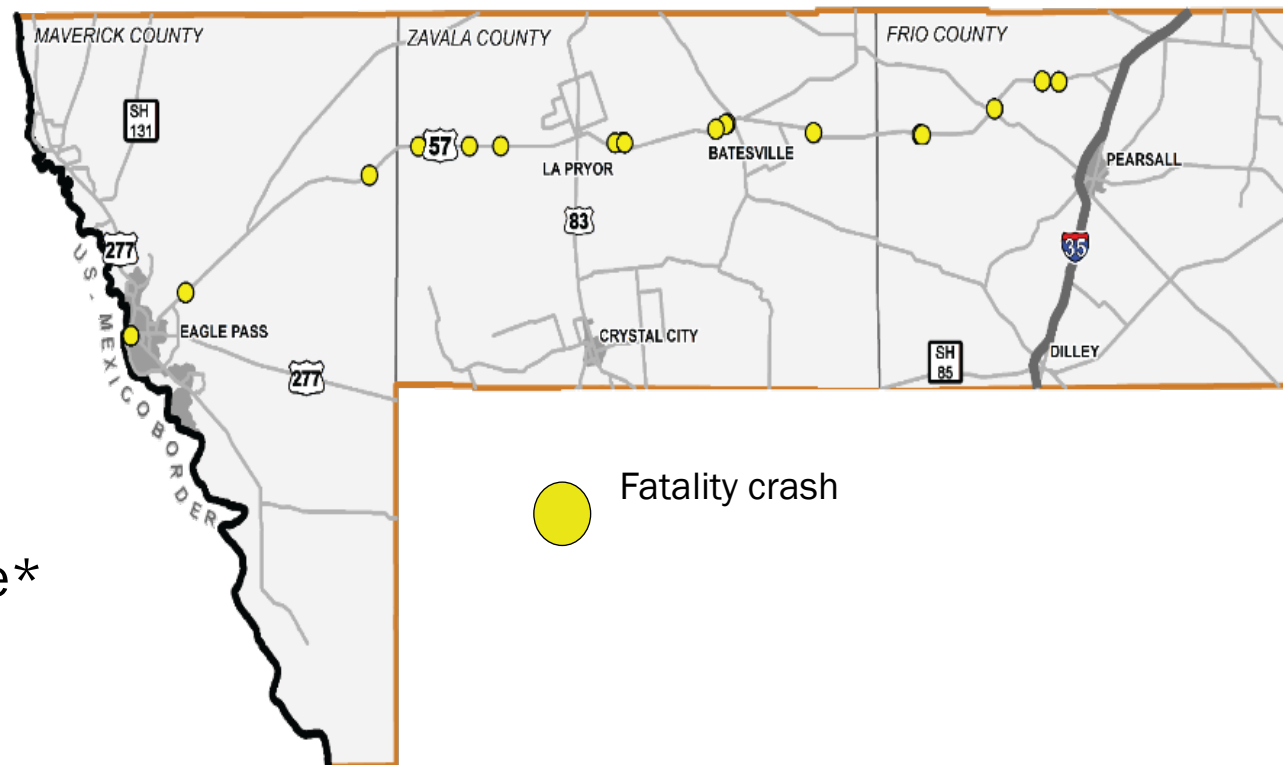 MAVERICK COUNTY
ZAVALA COUNTY
FRIO COUNTY
SH
131
57
LA PRYOR
BATESVILLE
PEARSALL
83
277
35
US-MEXICO BORDER
EAGLE PASS
277
CRYSTAL CITY
SH
85
DILLEY
Fatality crash
e*